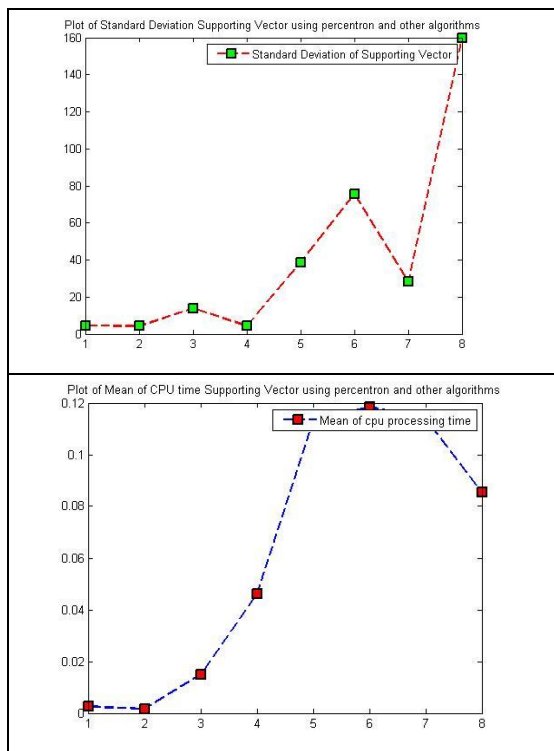 Plot of Standard Deviation Supporting Vector using percentron and other algorithms
160
Standard Deviation of Supporting Vector
140
120
100
80
60
40
20
0
1 2 3 4 5 6 7 8
Plot of Mean of CPU time Supporting Vector using percentron and other algorithms
0.12
Mean of cpu processing time
0.1
0.08
0.06
0.04
0.02
0
1 2 3 4 5 6 7 8